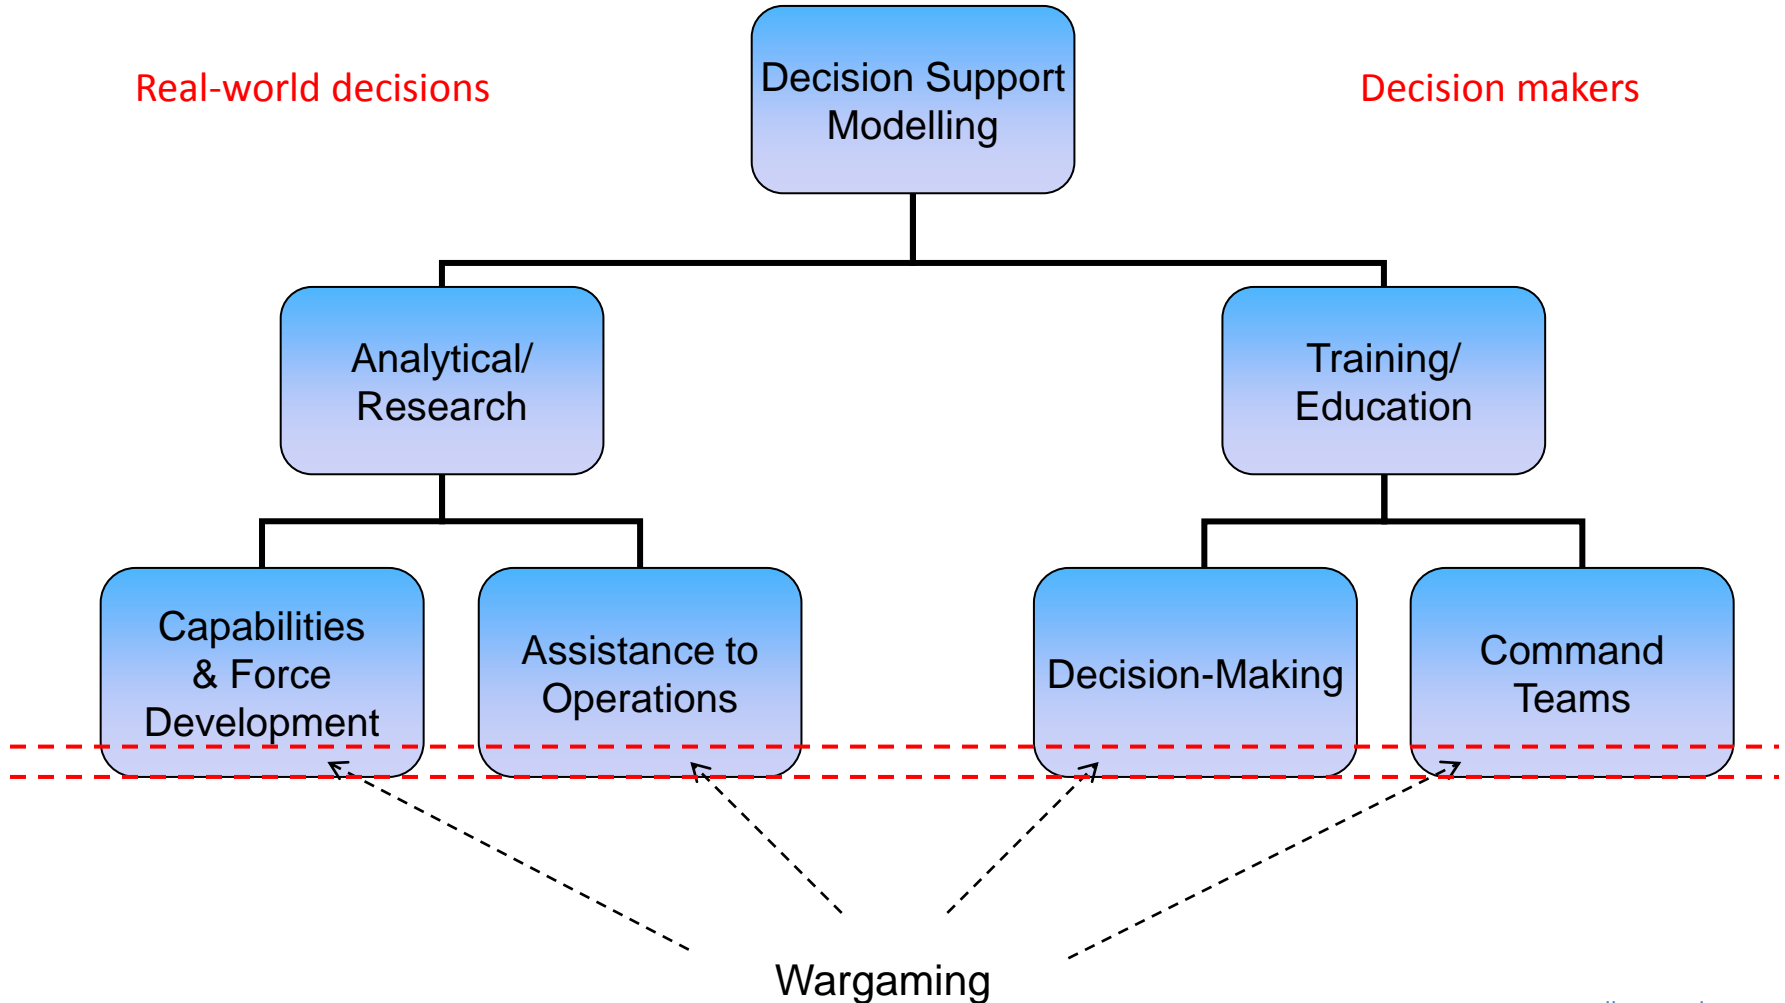 Real-world decisions
Decision Support
Modelling
Decision makers
Analytical/
Research
Training/
Education
Capabilities
& Force
Development
Assistance to
Operations
Decision-Making
Command
Teams
Wargaming